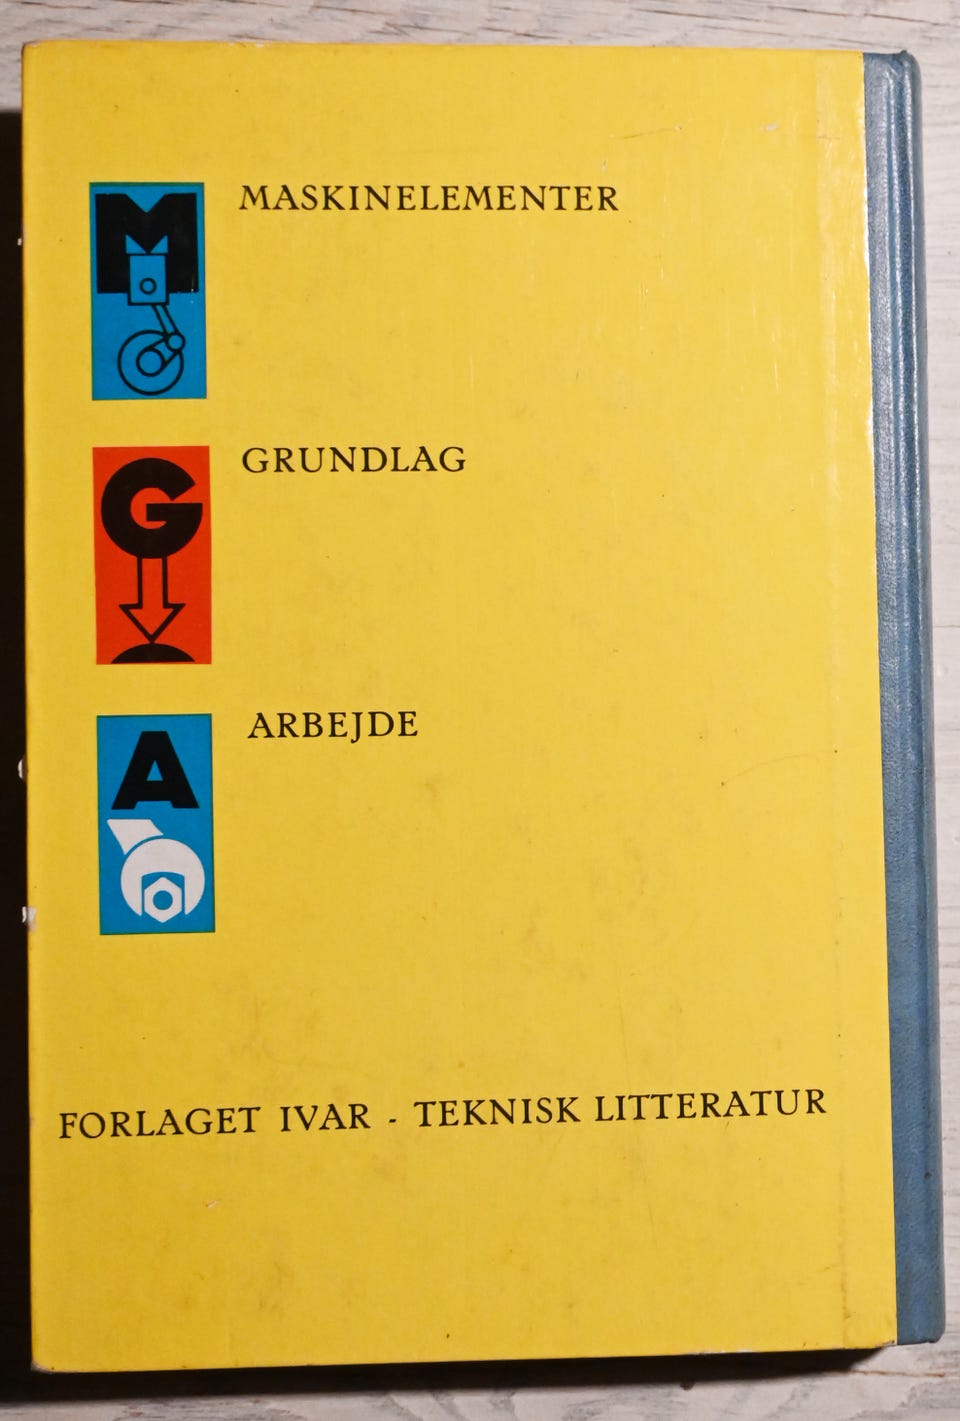 M
MASKINELEMENTER
G
GRUNDLAG
A
ARBEJDE
FORLAGET IVAR - TEKNISK LITTERATUR